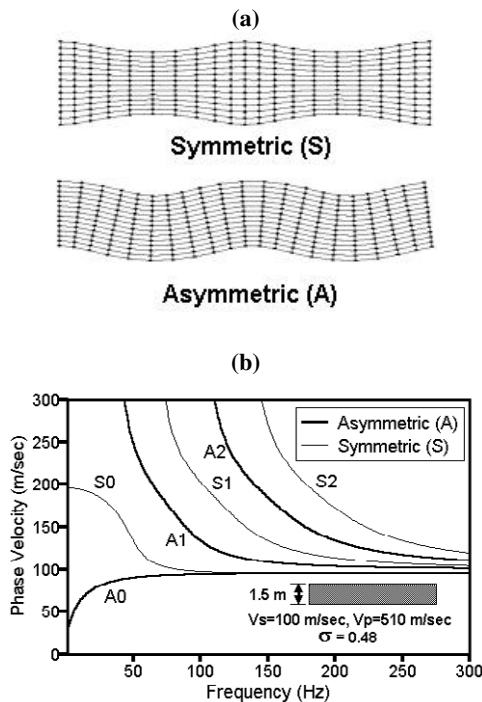 (a)
Symmetric (S)
Asymmetric (A)
(b)
300
250
200
150
100
50
0
Phase Velocity (m/sec)
Asymmetric (A)
Symmetric (S)
S0
A0
A1
S1
A2
S2
1.5 m
Vs=100 m/sec, Vp=510 m/sec
σ = 0.48
0 50 100 150 200 250 300
Frequency (Hz)